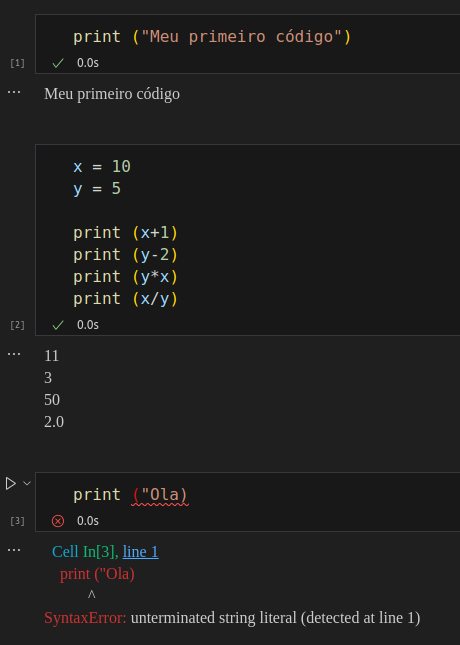 print ("Meu primeiro código")
[1]
0.0s
...
Meu primeiro código
x = 10
y = 5
print (x+1)
print (y-2)
print (y*x)
print (x/y)
[2]
0.0s
...
11
3
50
2.0
print ("Ola)
[3]
0.0s
...
Cell In[3], line 1
print ("Ola)
^
SyntaxError: unterminated string literal (detected at line 1)